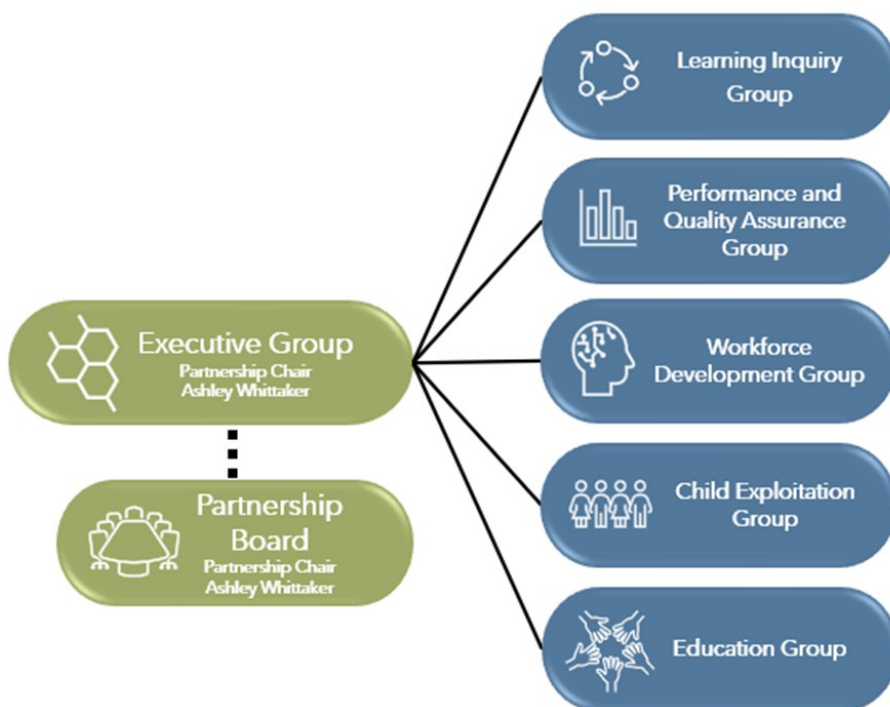 Learning Inquiry
Group
Performance and
Quality Assurance
Group
Executive Group
Partnership Chair
Ashley Whittaker
Workforce
Development Group
Partnership
Board
Partnership Chair
Ashley Whittaker
Child Exploitation
Group
Education Group